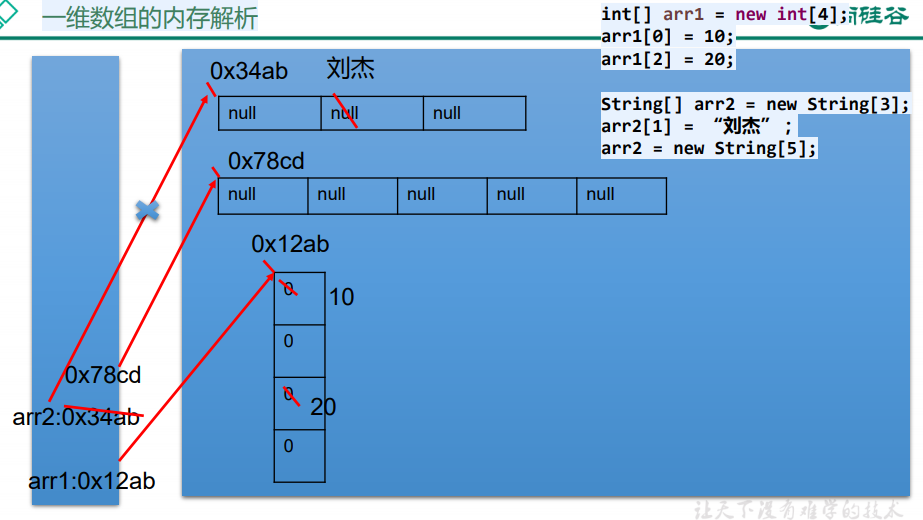 一维数组的内存解析
int[] arr1 = new int[4];
arr1[0] = 10;
arr1[2] = 20;
String[] arr2 = new String[3];
arr2[1] = “刘杰”;
arr2 = new String[5];
硅谷
0x34ab 刘杰
null null null
0x78cd
null null null null null
0x12ab
0 10
0
0 20
0
0x78cd
arr2:0x34ab
arr1:0x12ab
让天下没有难学的技术